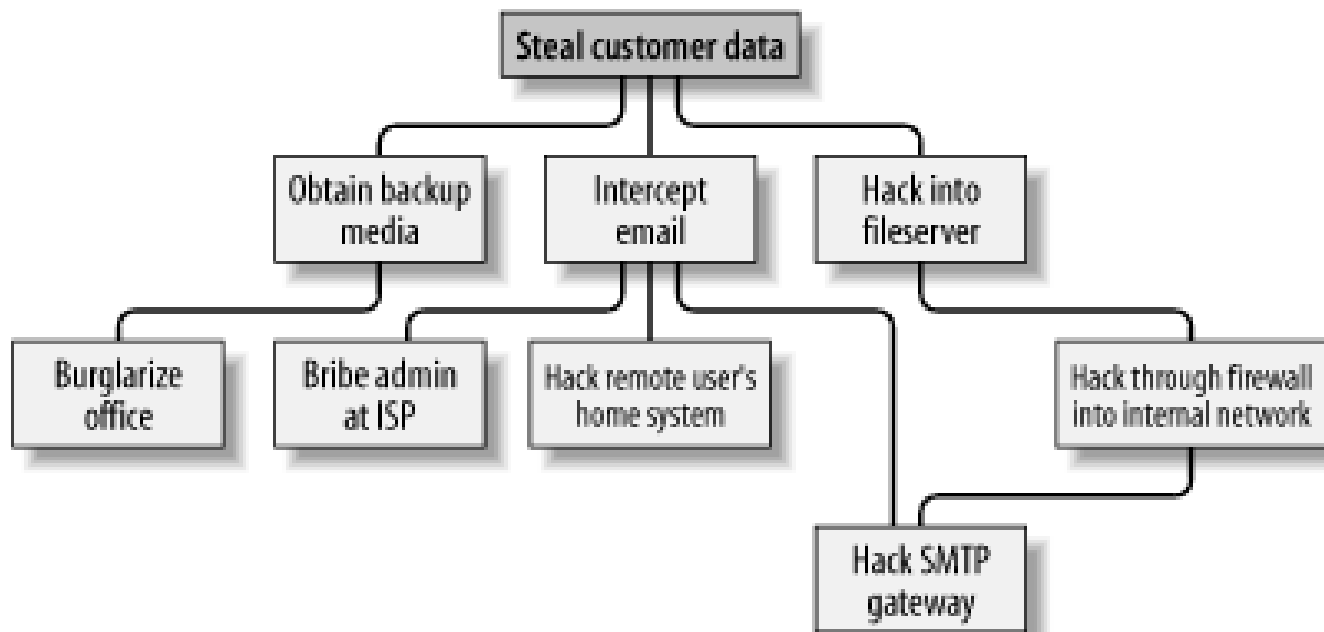 Steal customer data
Obtain backup
media
Intercept
email
Hack into
fileserver
Burglarize
office
Bribe admin
at ISP
Hack remote user's
home system
Hack through firewall
into internal network
Hack SMTP
gateway